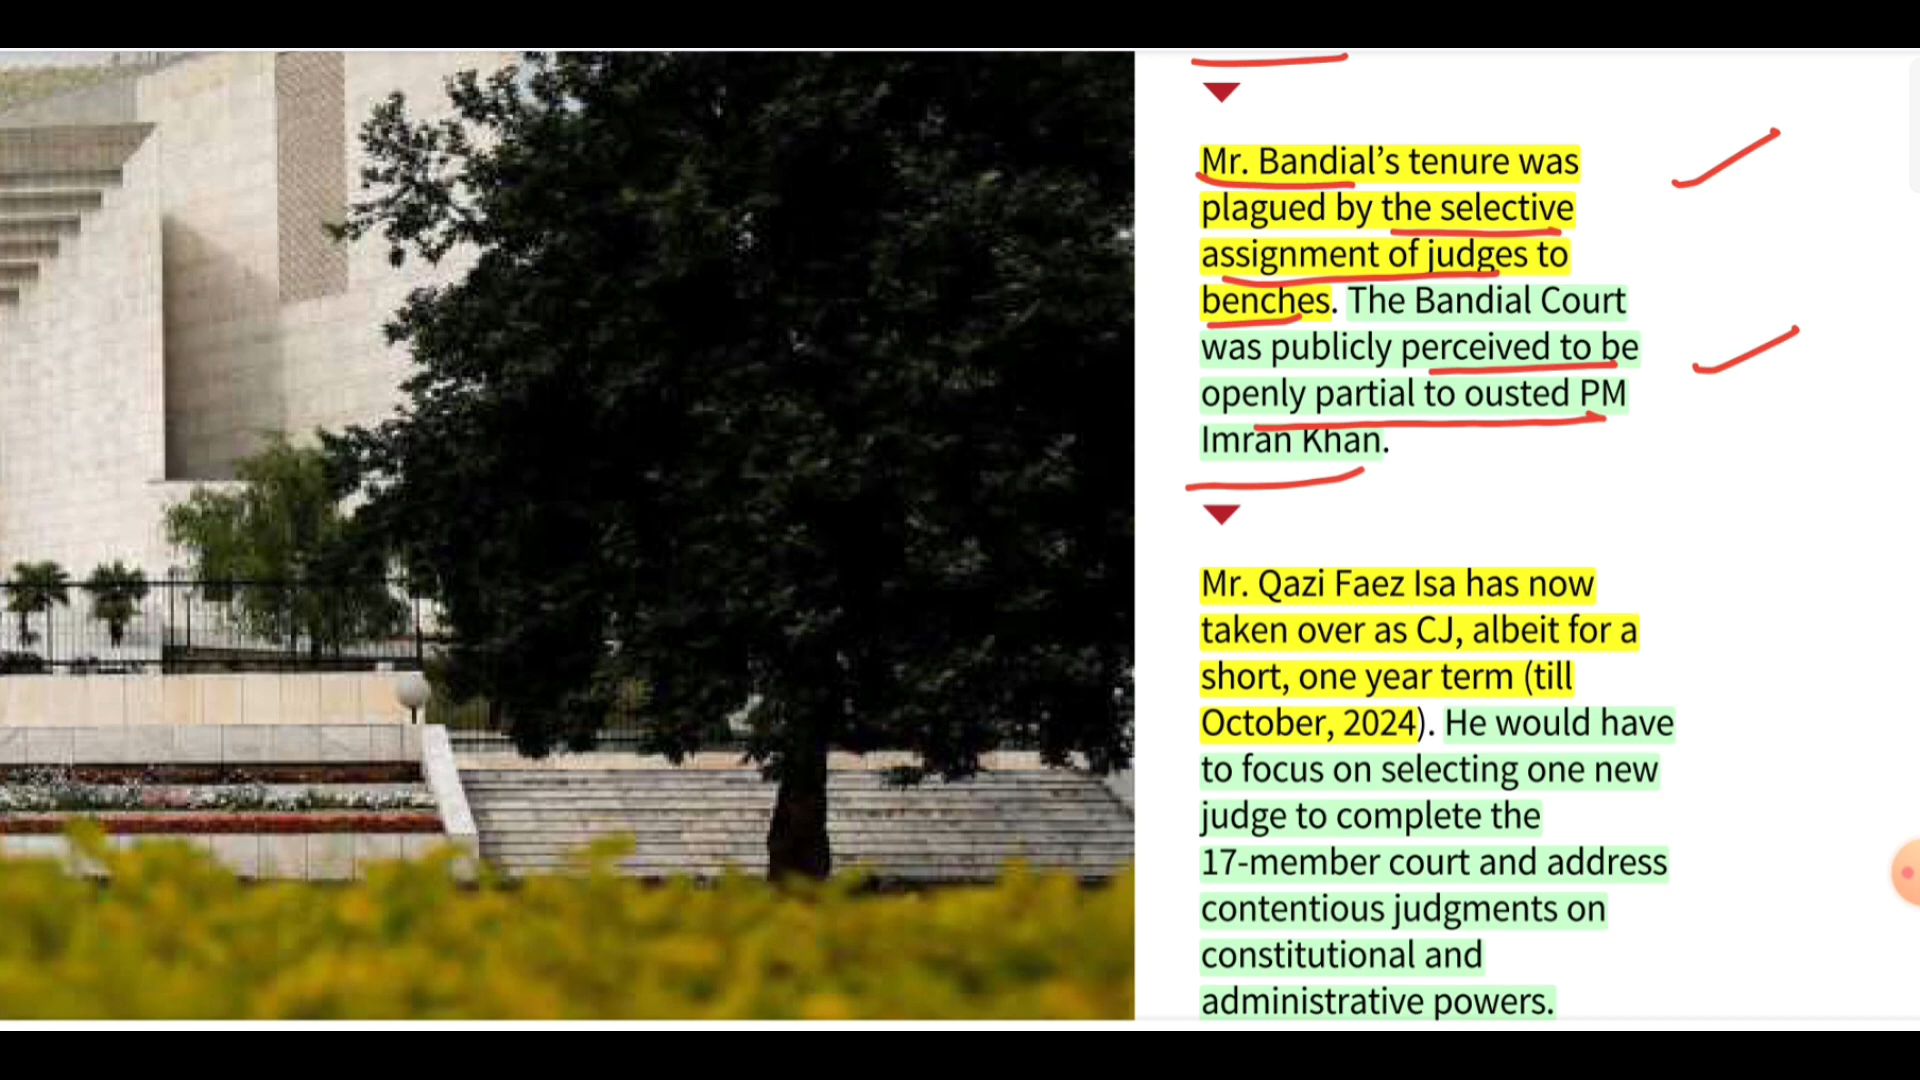 Mr. Bandial’s tenure was
plagued by the selective
assignment of judges to
benches. The Bandial Court
was publicly perceived to be
openly partial to ousted PM
Imran Khan.
Mr. Qazi Faez Isa has now
taken over as CJ, albeit for a
short, one year term (till
October, 2024). He would have
to focus on selecting one new
judge to complete the
17-member court and address
contentious judgments on
constitutional and
administrative powers.